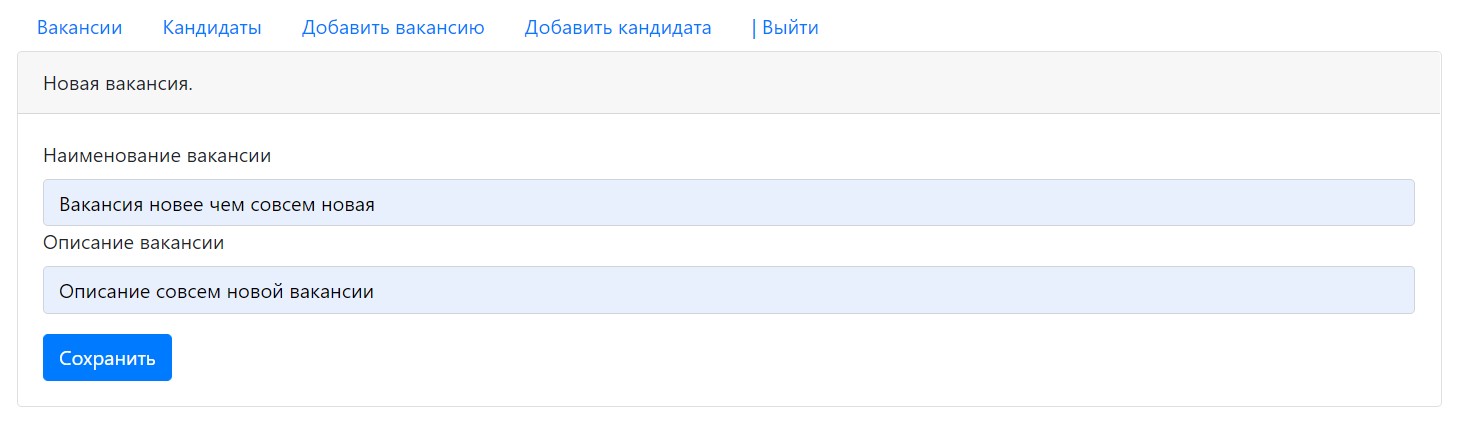 Вакансии Кандидаты Добавить вакансию Добавить кандидата | Выйти
Новая вакансия.
Наименование вакансии
Вакансия новее чем совсем новая
Описание вакансии
Описание совсем новой вакансии
Сохранить